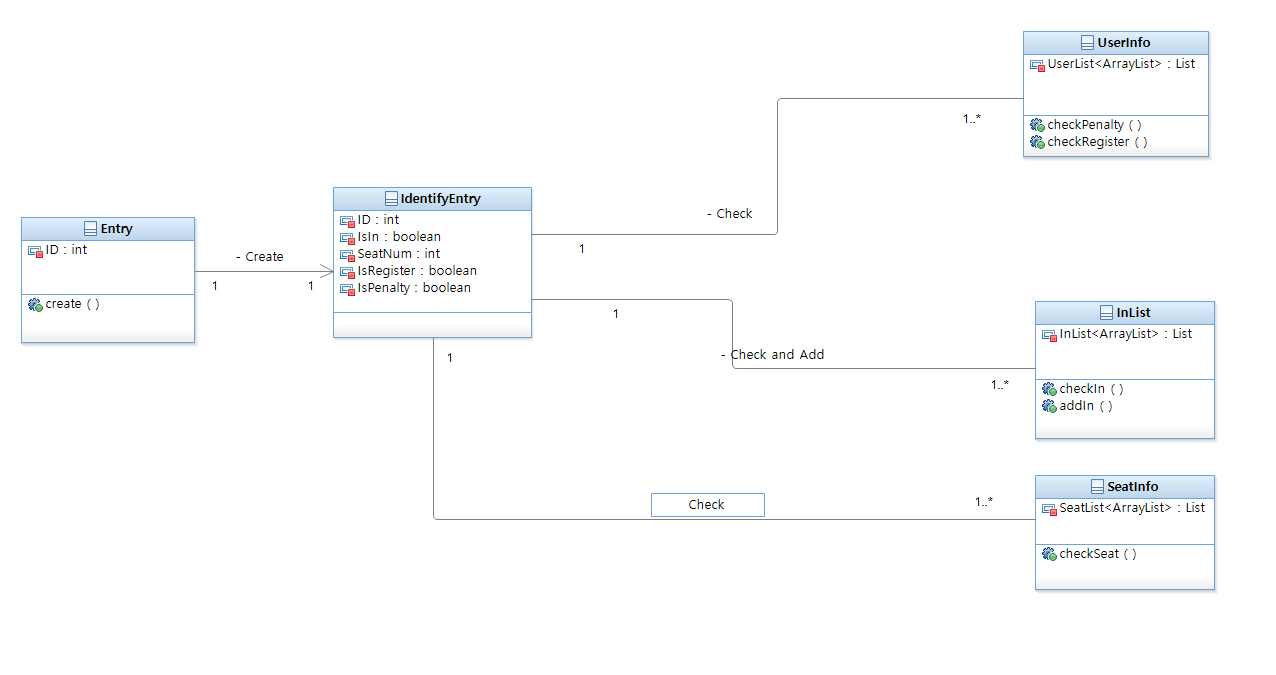 Entry
ID : int
create ( )
- Create
1
1
IdentifyEntry
ID : int
IsIn : boolean
SeatNum : int
IsRegister : boolean
IsPenalty : boolean
- Check
1
1..*
UserInfo
UserList<ArrayList> : List
checkPenalty ( )
checkRegister ( )
1
- Check and Add
1..*
InList
InList<ArrayList> : List
checkIn ( )
addIn ( )
1
Check
1..*
SeatInfo
SeatList<ArrayList> : List
checkSeat ( )